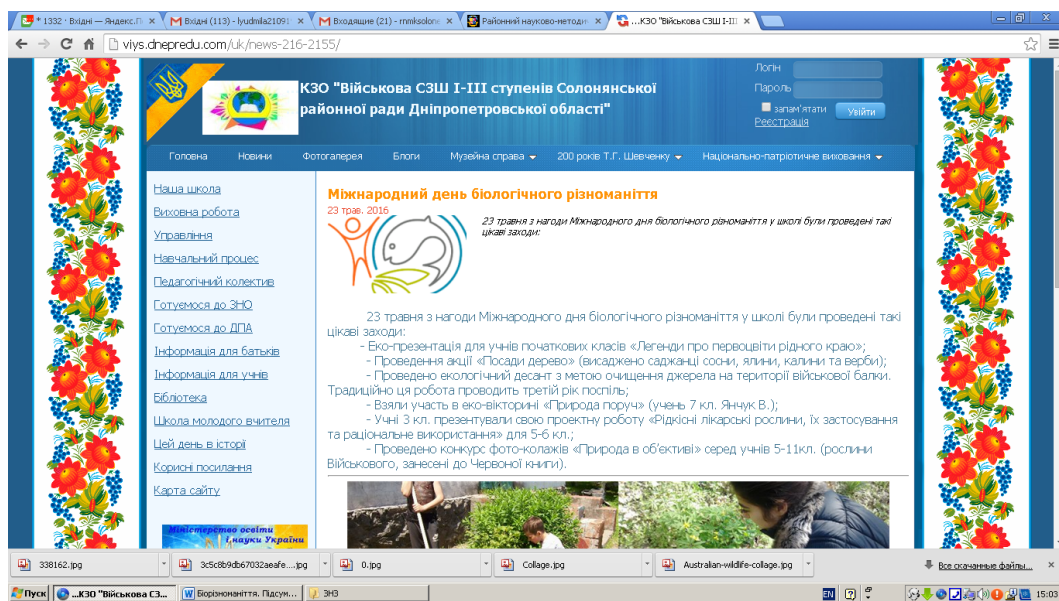 * 1332 · Вхідні — Яндекс.П
Вхідні (113) - lyudmila2109
Входящие (21) - rnmksolone
Районний науково-методич
...КЗО "Військова СЗШ І-III
viys.dnepredu.com/uk/news-216-2155/
КЗО "Військова СЗШ І-ІІІ ступенів Солонянської
районної ради Дніпропетровської області"
Логін
Пароль
запам'ятати
Увійти
Реєстрація
Головна
Новини
Фотогалерея
Блоги
Музейна справа
200 років Т.Г. Шевченку
Національно-патріотичне виховання
Наша школа
Виховна робота
Управління
Навчальний процес
Педагогічний колектив
Готуємося до ЗНО
Готуємося до ДПА
Інформація для батьків
Інформація для учнів
Бібліотека
Школа молодого вчителя
Цей день в історії
Корисні посилання
Карта сайту
Міністерство освіти
і науки України
Міжнародний день біологічного різноманіття
23 трав. 2016
23 травня з нагоди Міжнародного дня біологічного різноманіття у школі були проведені такі
цікаві заходи:
23 травня з нагоди Міжнародного дня біологічного різноманіття у школі були проведені такі
цікаві заходи:
- Еко-презентація для учнів початкових класів «Легенди про первоцвіти рідного краю»;
- Проведення акції «Посади дерево» (висаджено саджанці сосни, ялини, калини та верби);
- Проведено екологічний десант з метою очищення джерела на території військової балки.
Традиційно ця робота проводить третій рік поспіль;
- Взяли участь в еко-вікторині «Природа поруч» (учень 7 кл. Янчук В.);
- Учні 3 кл. презентували свою проектну роботу «Рідкісні лікарські рослини, їх застосування
та раціональне використання» для 5-6 кл.;
- Проведено конкурс фото-колажів «Природа в об'єктиві» серед учнів 5-11кл. (рослини
Військового, занесені до Червоної книги).
338162.jpg
3c5c8b9db67032aeafe....jpg
0.jpg
Collage.jpg
Australian-wildlife-collage.jpg
Все скачанные файлы...
Пуск
...КЗО "Військова СЗ...
Біорізноманіття. Підсум...
ЗНЗ
EN
15:03